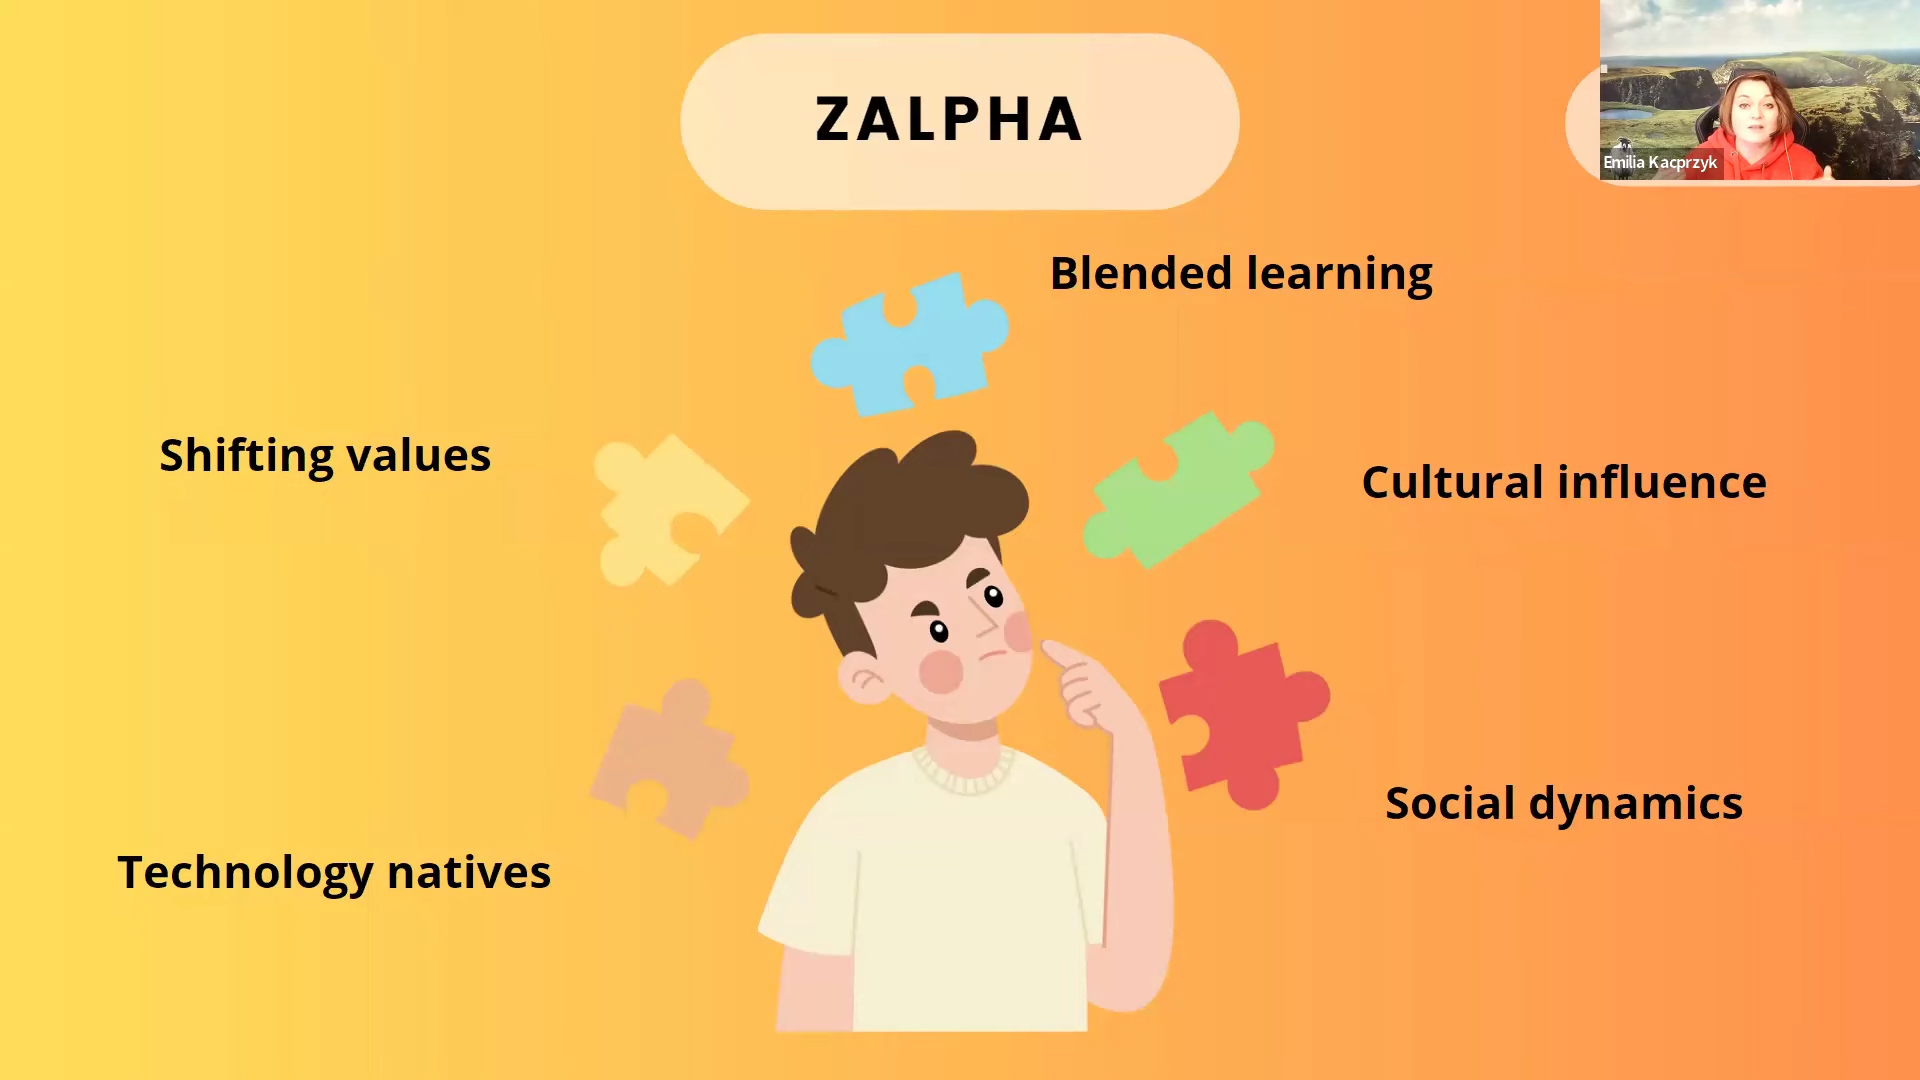 ZALPHA
Emilia Kacprzyk
Blended learning
Shifting values
Cultural influence
Social dynamics
Technology natives